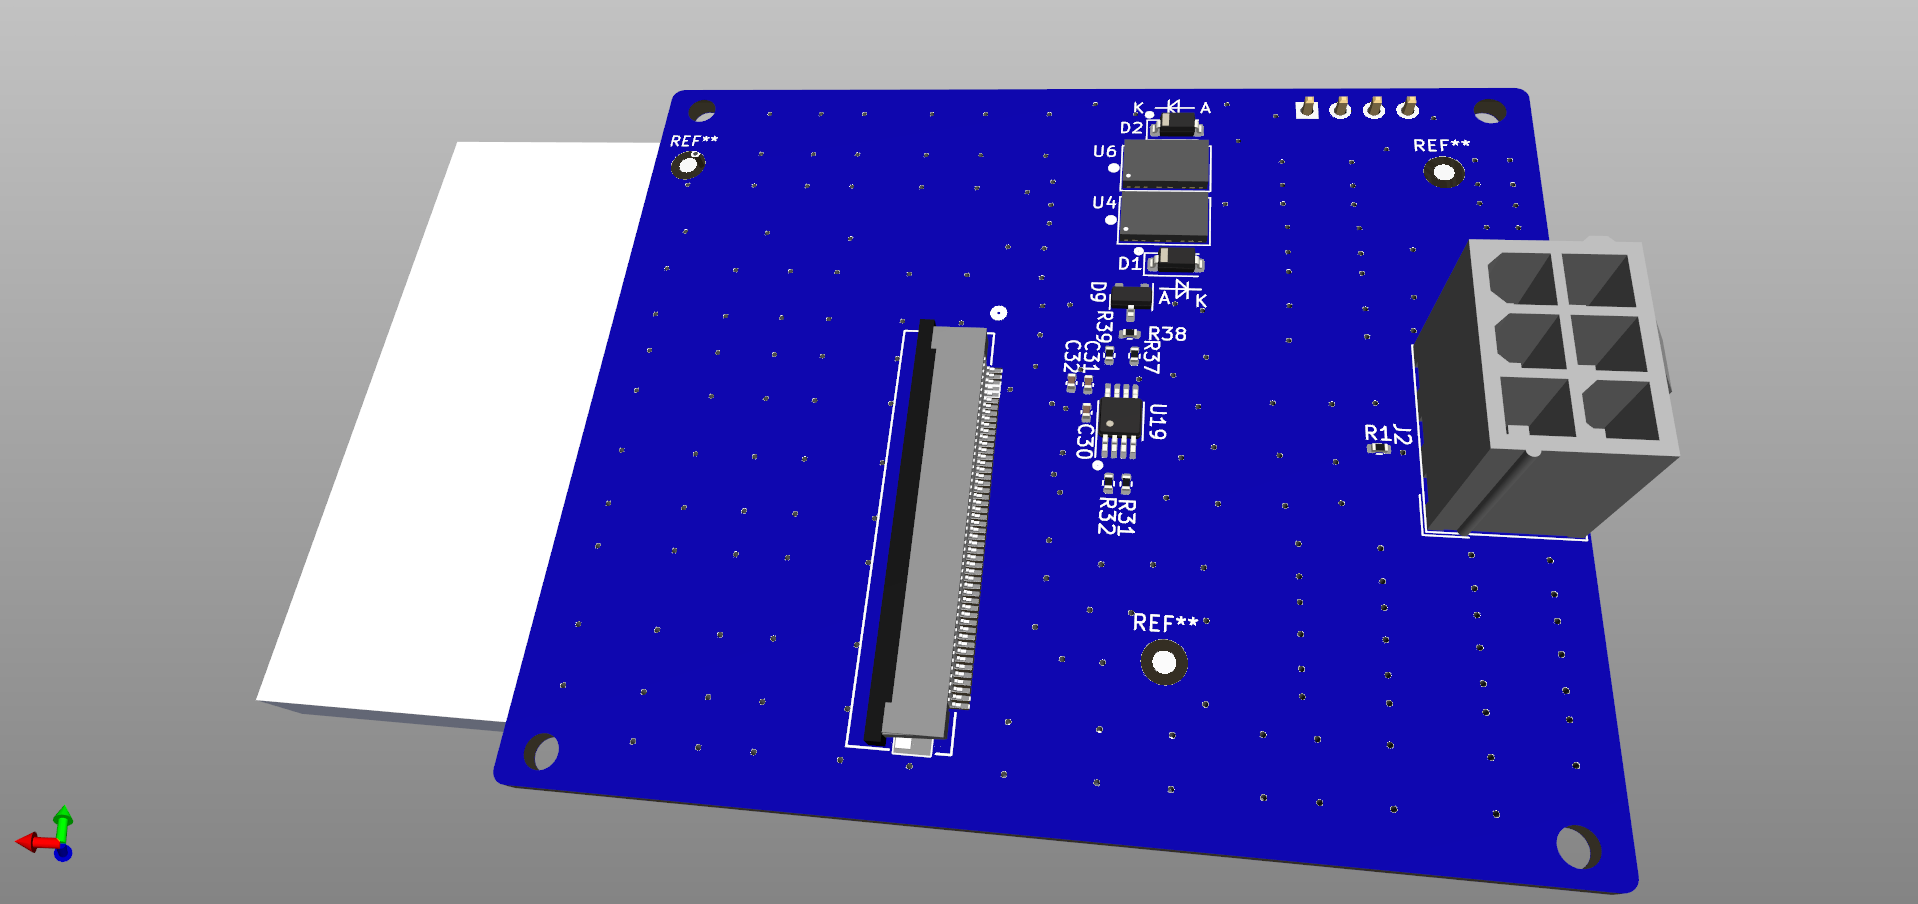 K A
D2
REF**
REF**
U6
U4
D1
A K
D9
R39
R38
C32
C31
R37
U19
C30
R1
J2
R32
R31
REF**